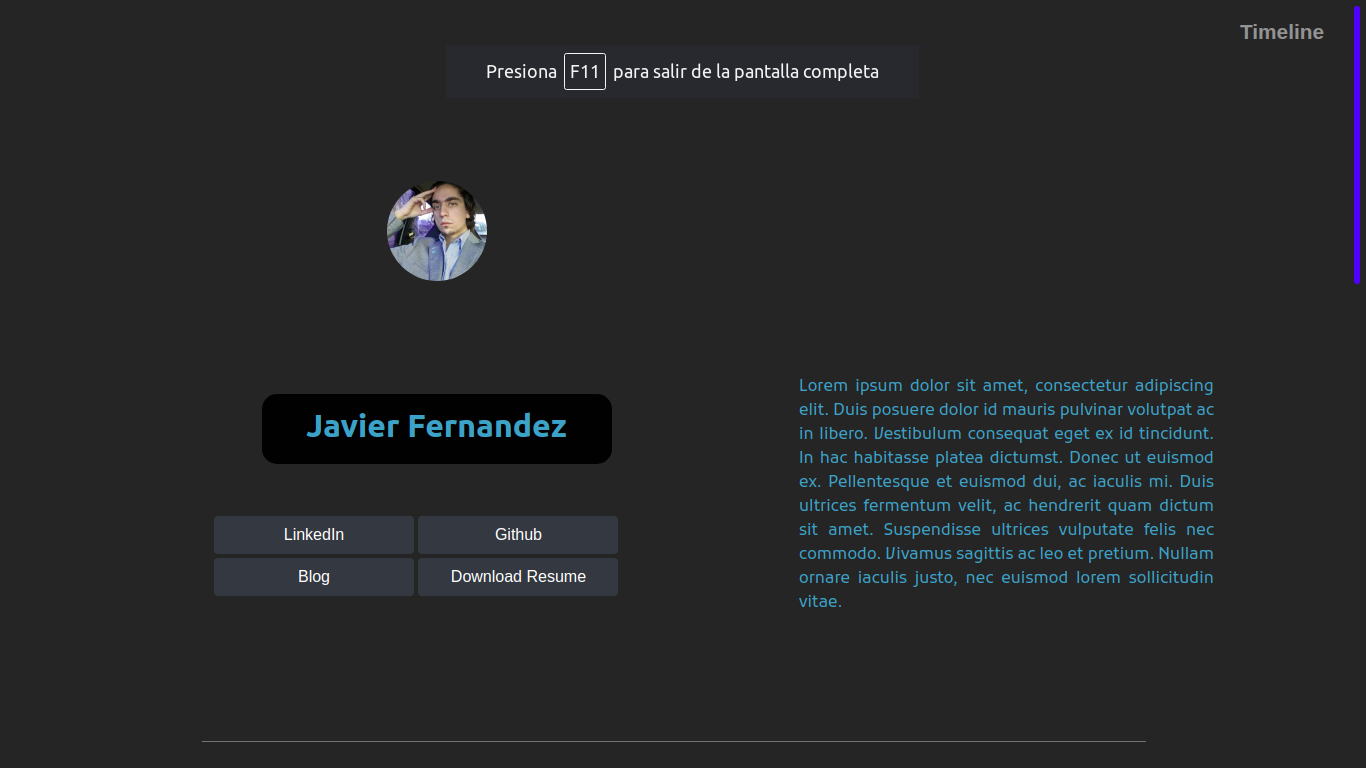 Timeline
Presiona F11 para salir de la pantalla completa
Javier Fernandez
LinkedIn
Github
Blog
Download Resume
Lorem ipsum dolor sit amet, consectetur adipiscing
elit. Duis posuere dolor id mauris pulvinar volutpat ac
in libero. Vestibulum consequat eget ex id tincidunt.
In hac habitasse platea dictumst. Donec ut euismod
ex. Pellentesque et euismod dui, ac iaculis mi. Duis
ultrices fermentum velit, ac hendrerit quam dictum
sit amet. Suspendisse ultrices vulputate felis nec
commodo. Vivamus sagittis ac leo et pretium. Nullam
ornare iaculis justo, nec euismod lorem sollicitudin
vitae.